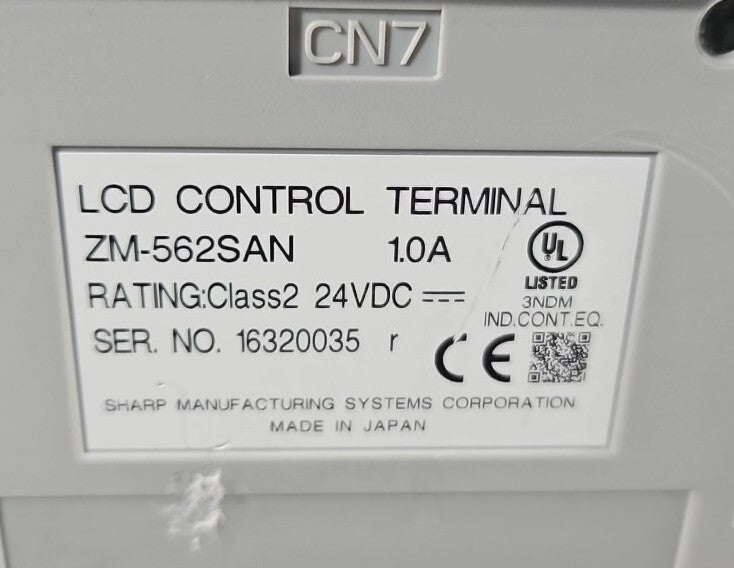 CN7
LCD CONTROL TERMINAL
ZM-562SAN 1.0A
UL
LISTED
RATING:Class2 24VDC
3NDM
IND.CONT.EQ.
SER. NO. 16320035 r
CE
SHARP MANUFACTURING SYSTEMS CORPORATION
MADE IN JAPAN